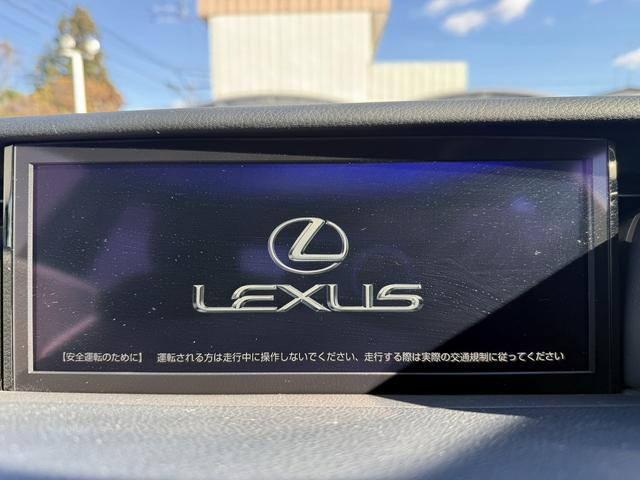 LEXUS
【安全運転のために】 運転される方は走行中に操作しないでください、走行する際は実際の交通規制に従ってください